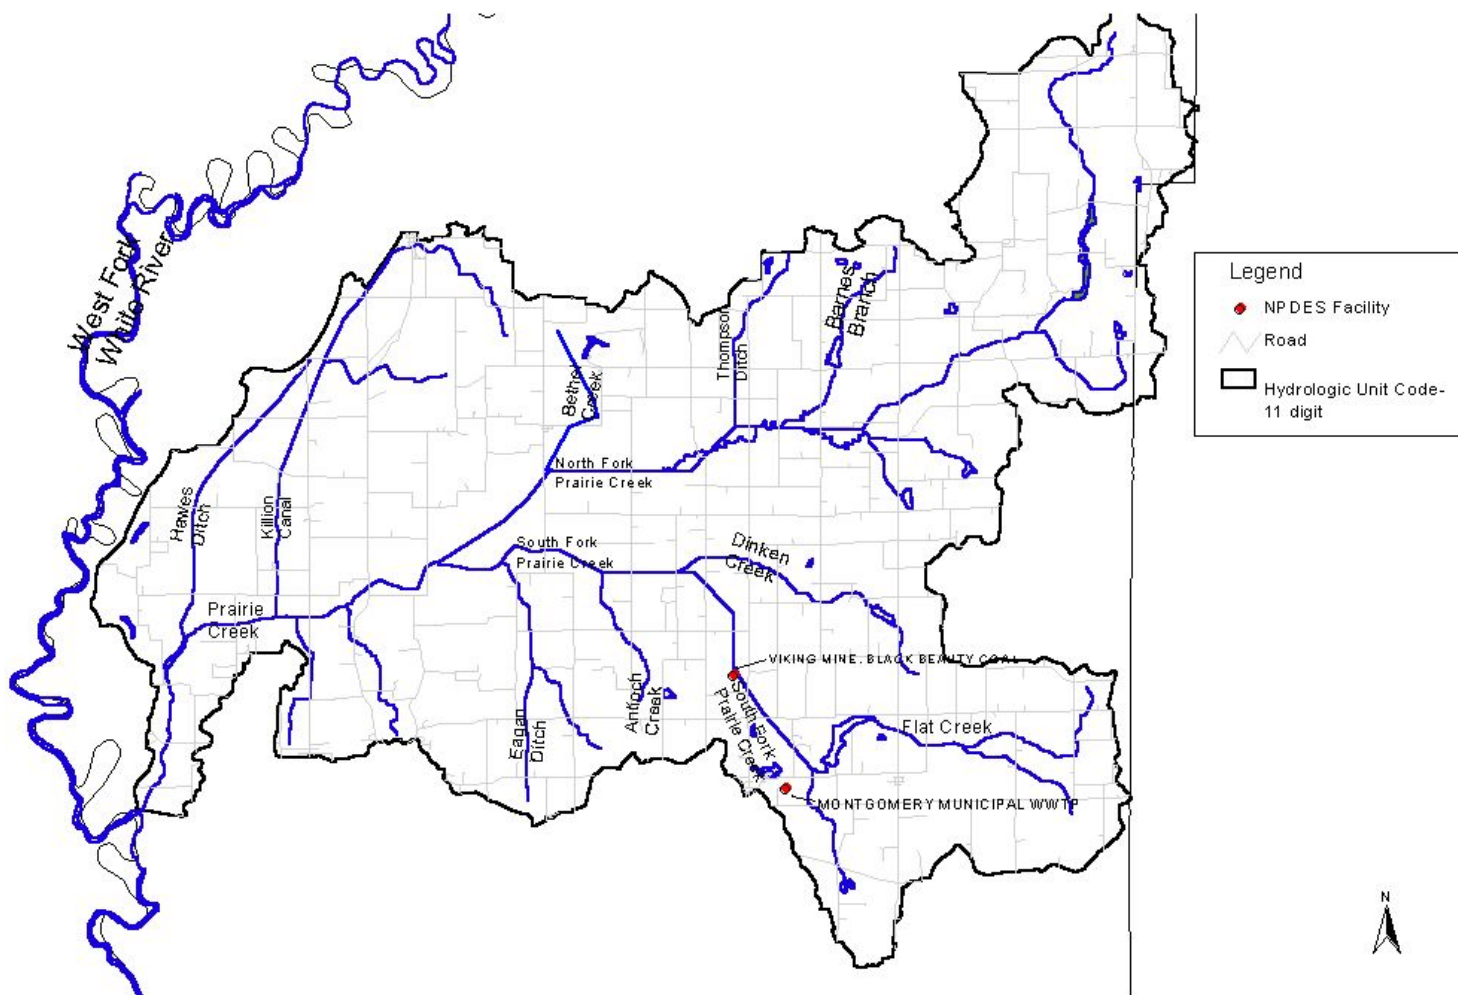 West Fork
White River
Barnes
Branch
Thompson
Ditch
Bethel
Creek
Legend
NPDES Facility
Road
Hydrologic Unit Code-
11 digit
North Fork
Prairie Creek
Hawes
Ditch
Killion
Canal
South Fork
Prairie Creek
Dinken
Creek
Prairie
Creek
VIKING MINE, BLACK BEAUTY COAL
South Fork
Prairie Creek
Antioch
Creek
Eagan
Ditch
Flat Creek
MONTGOMERY MUNICIPAL WWTP
N